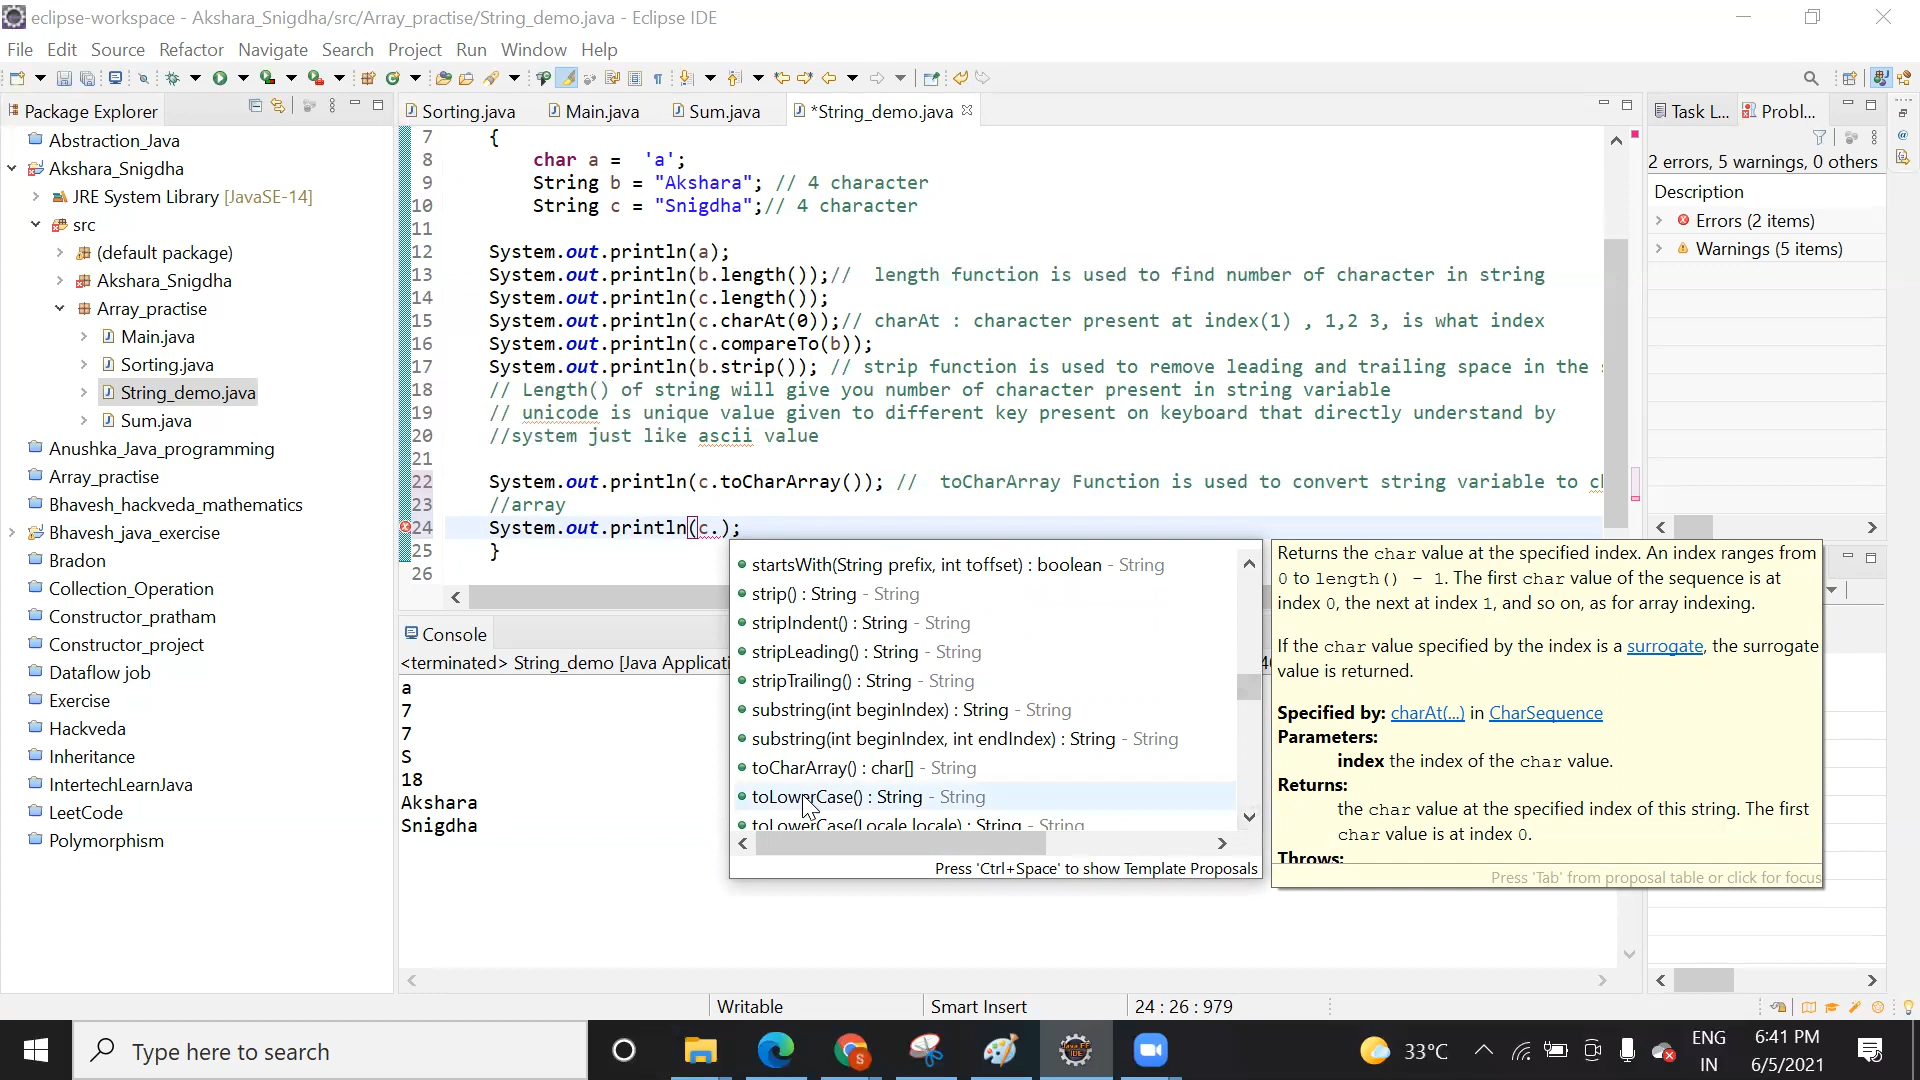 eclipse-workspace - Akshara_Snigdha/src/Array_practise/String_demo.java - Eclipse IDE
File Edit Source Refactor Navigate Search Project Run Window Help
Package Explorer
Abstraction_Java
Akshara_Snigdha
JRE System Library [JavaSE-14]
src
(default package)
Akshara_Snigdha
Array_practise
Main.java
Sorting.java
String_demo.java
Sum.java
Anushka_Java_programming
Array_practise
Bhavesh_hackveda_mathematics
Bhavesh_java_exercise
Bradon
Collection_Operation
Constructor_pratham
Constructor_project
Dataflow job
Exercise
Hackveda
Inheritance
IntertechLearnJava
LeetCode
Polymorphism
Sorting.java Main.java Sum.java *String_demo.java
7 {
8 char a = 'a';
9 String b = "Akshara"; // 4 character
10 String c = "Snigdha";// 4 character
11
12 System.out.println(a);
13 System.out.println(b.length());// length function is used to find number of character in string
14 System.out.println(c.length());
15 System.out.println(c.charAt(0));// charAt : character present at index(1) , 1,2 3, is what index
16 System.out.println(c.compareTo(b));
17 System.out.println(b.strip()); // strip function is used to remove leading and trailing space in the
18 // Length() of string will give you number of character present in string variable
19 // unicode is unique value given to different key present on keyboard that directly understand by
20 //system just like ascii value
21
22 System.out.println(c.toCharArray()); // toCharArray Function is used to convert string variable to
23 //array
24 System.out.println(c.);
25 }
26
startsWith(String prefix, int toffset) : boolean - String
strip() : String - String
stripIndent() : String - String
stripLeading() : String - String
stripTrailing() : String - String
substring(int beginIndex) : String - String
substring(int beginIndex, int endIndex) : String - String
toCharArray() : char[] - String
toLowerCase() : String - String
toLowerCase(Locale locale) : String - String
Press 'Ctrl+Space' to show Template Proposals
Returns the char value at the specified index. An index ranges from
0 to length() - 1. The first char value of the sequence is at
index 0, the next at index 1, and so on, as for array indexing.
If the char value specified by the index is a surrogate, the surrogate
value is returned.
Specified by: charAt(...) in CharSequence
Parameters:
index the index of the char value.
Returns:
the char value at the specified index of this string. The first
char value is at index 0.
Throws:
Press 'Tab' from proposal table or click for focus
Console
<terminated> String_demo [Java Applicati
a
7
7
S
18
Akshara
Snigdha
Task L... Probl...
2 errors, 5 warnings, 0 others
Description
Errors (2 items)
Warnings (5 items)
Writable Smart Insert 24 : 26 : 979
Type here to search
33°C
ENG
IN
6:41 PM
6/5/2021